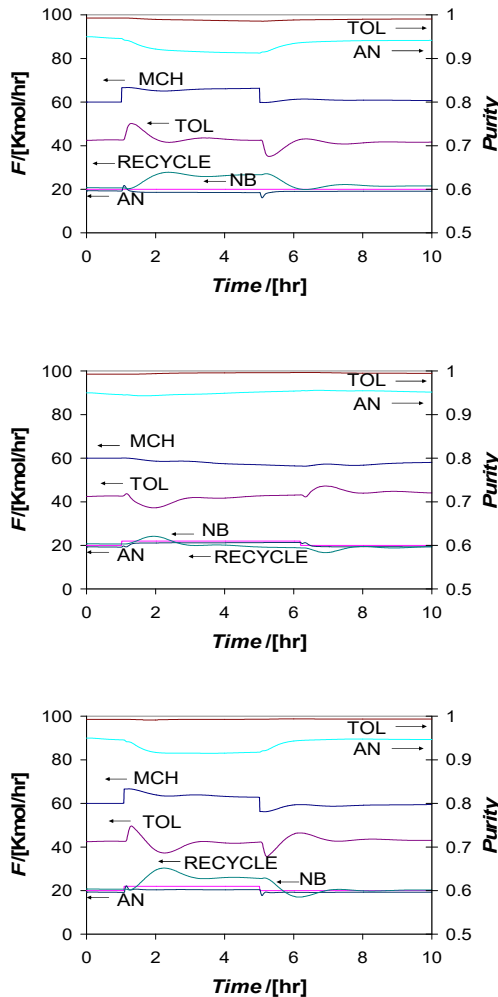 100
80
60
40
20
0
F/[Kmol/hr]
1
0.9
0.8
0.7
0.6
0.5
Purity
TOL
AN
MCH
TOL
RECYCLE
NB
AN
0 2 4 6 8 10
Time /[hr]
100
80
60
40
20
0
F/[Kmol/hr]
1
0.9
0.8
0.7
0.6
0.5
Purity
TOL
AN
MCH
TOL
NB
AN
RECYCLE
0 2 4 6 8 10
Time /[hr]
100
80
60
40
20
0
F/[Kmol/hr]
1
0.9
0.8
0.7
0.6
0.5
Purity
TOL
AN
MCH
TOL
RECYCLE
NB
AN
0 2 4 6 8 10
Time /[hr]